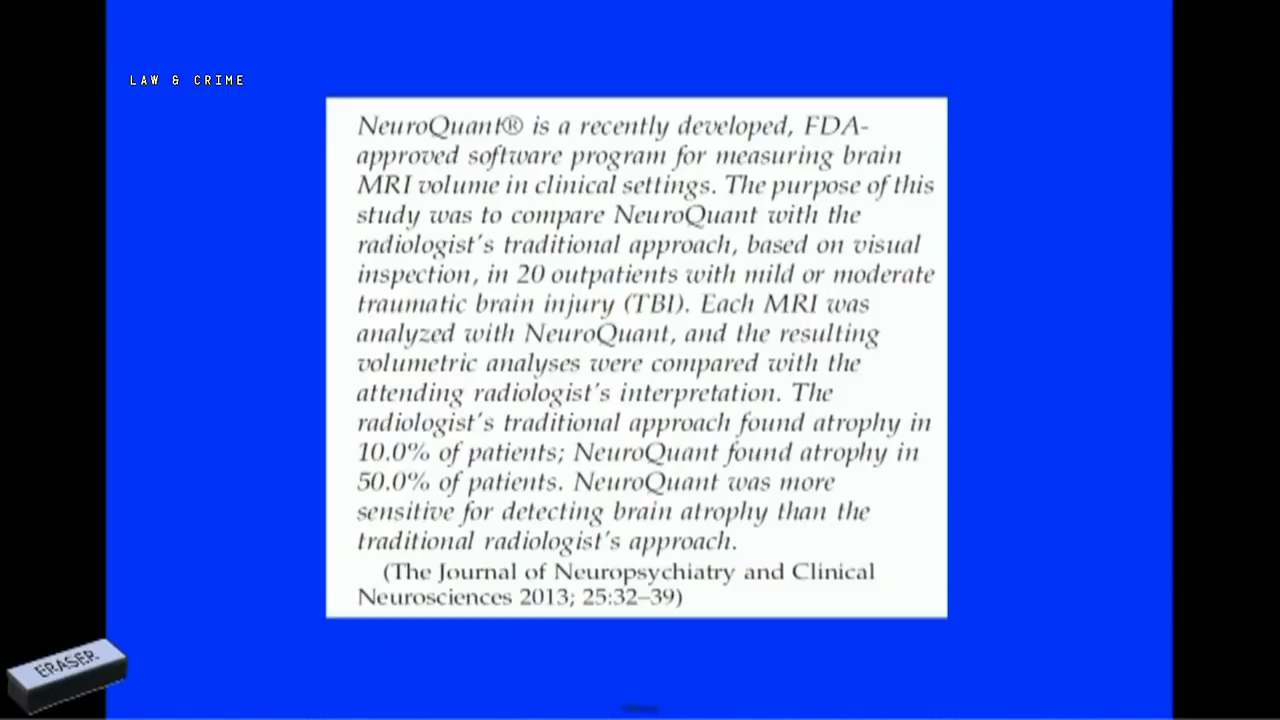 LAW & CRIME
NeuroQuant® is a recently developed, FDA-
approved software program for measuring brain
MRI volume in clinical settings. The purpose of this
study was to compare NeuroQuant with the
radiologist's traditional approach, based on visual
inspection, in 20 outpatients with mild or moderate
traumatic brain injury (TBI). Each MRI was
analyzed with NeuroQuant, and the resulting
volumetric analyses were compared with the
attending radiologist's interpretation. The
radiologist's traditional approach found atrophy in
10.0% of patients; NeuroQuant found atrophy in
50.0% of patients. NeuroQuant was more
sensitive for detecting brain atrophy than the
traditional radiologist's approach.
(The Journal of Neuropsychiatry and Clinical
Neurosciences 2013; 25:32–39)
ERASER